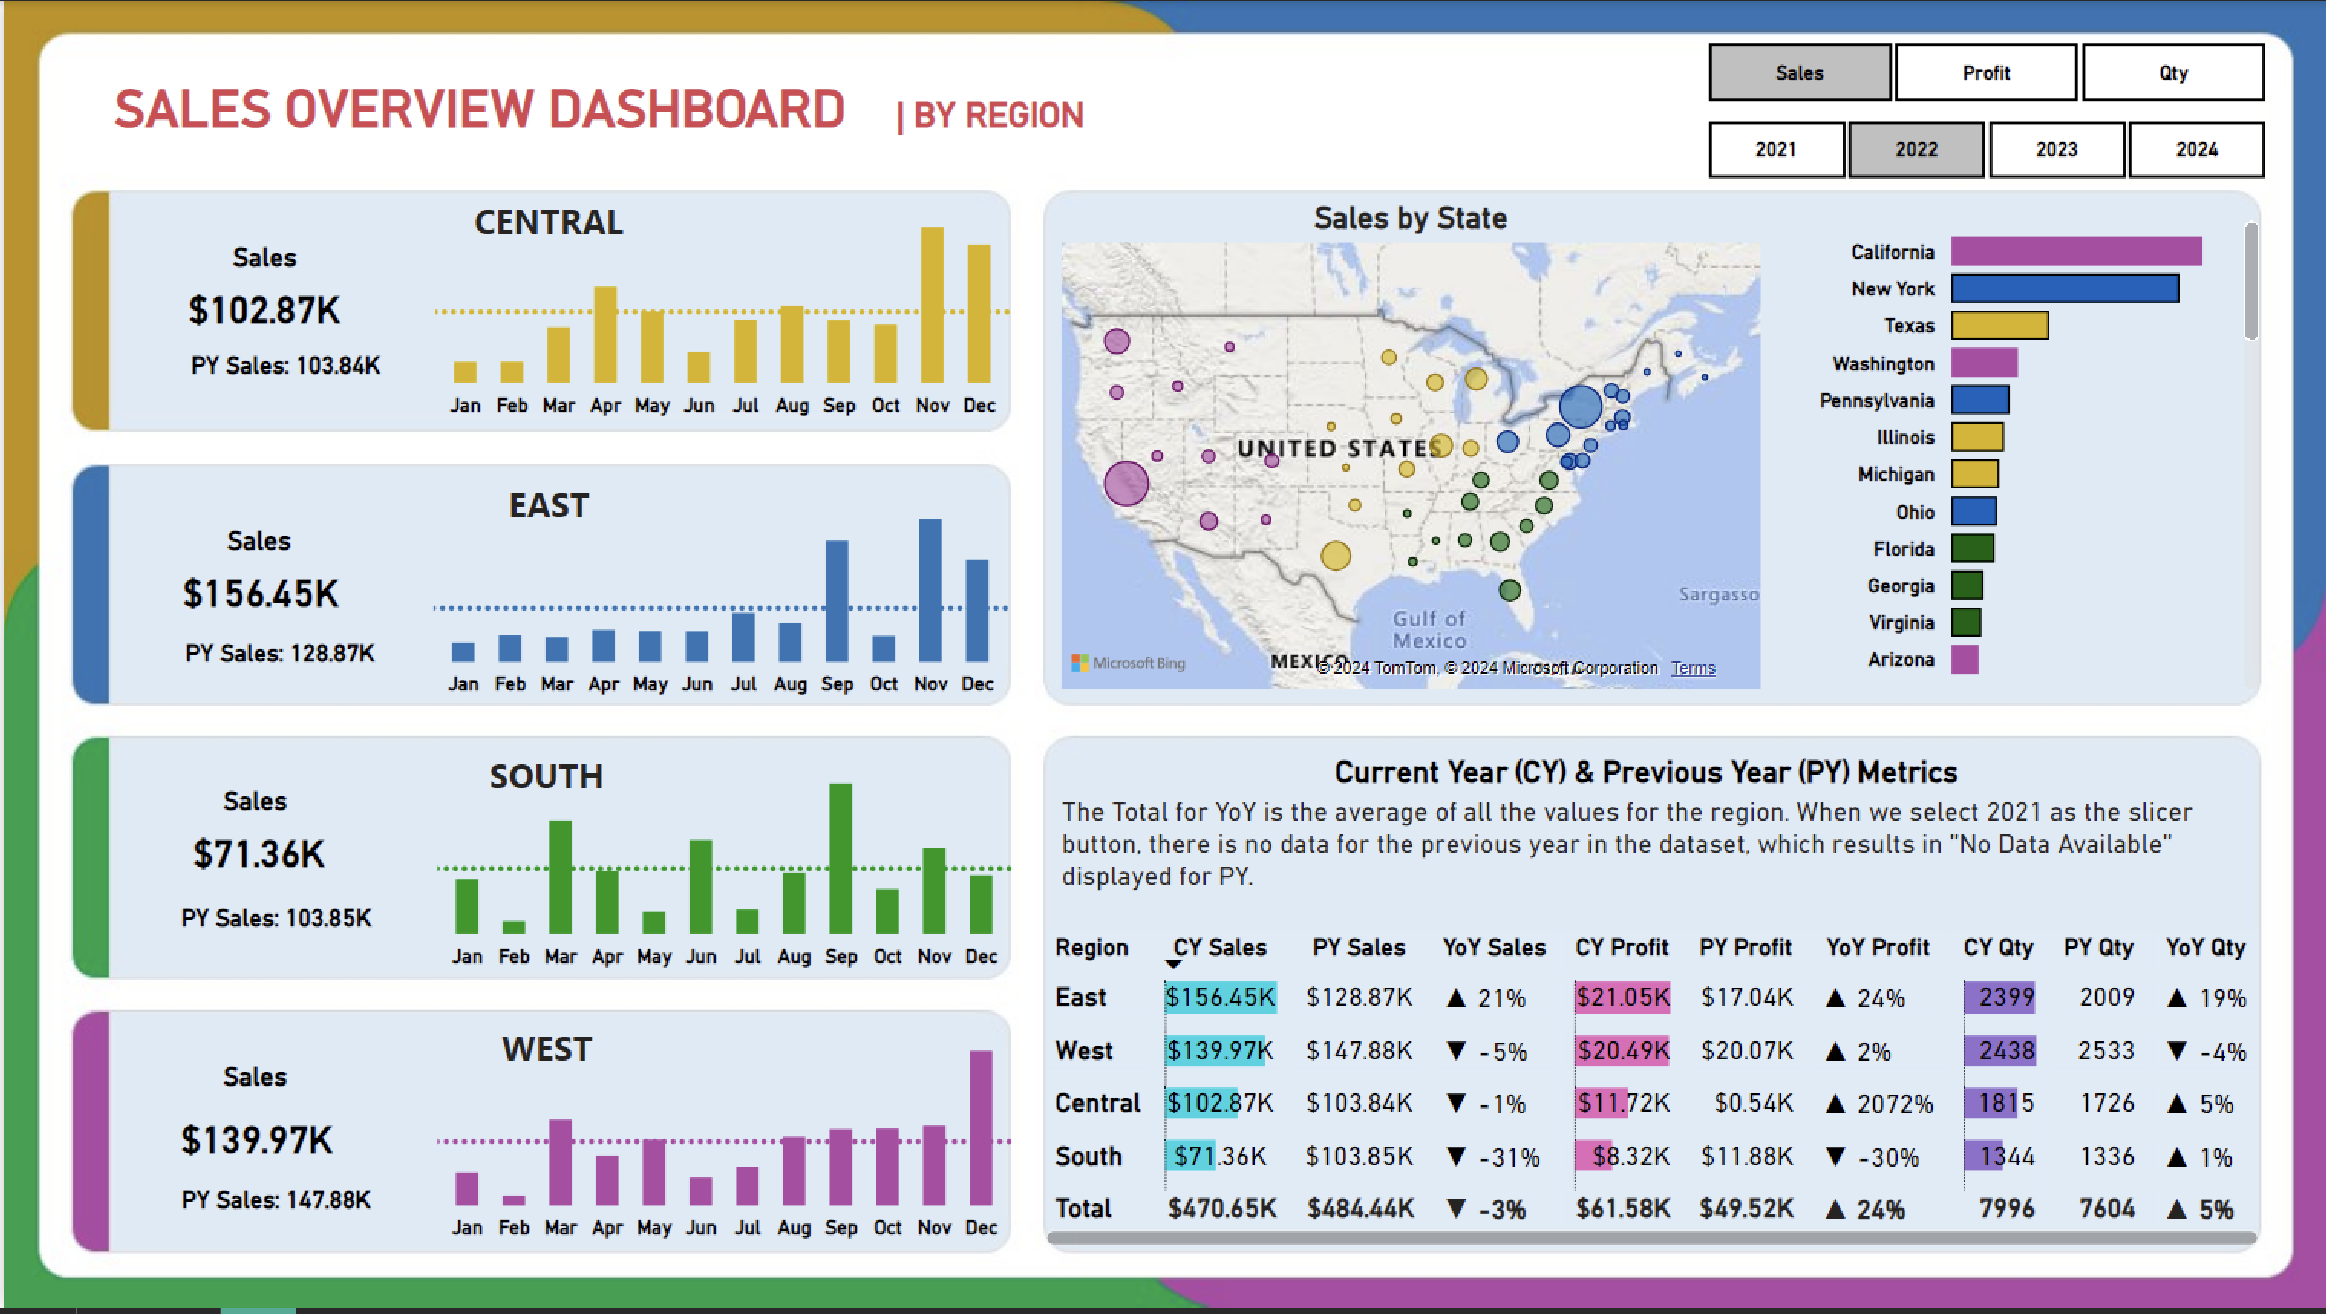 SALES OVERVIEW DASHBOARD | BY REGION
Sales Profit Qty
2021 2022 2023 2024
CENTRAL
Sales
$102.87K
PY Sales: 103.84K
Jan Feb Mar Apr May Jun Jul Aug Sep Oct Nov Dec
EAST
Sales
$156.45K
PY Sales: 128.87K
Jan Feb Mar Apr May Jun Jul Aug Sep Oct Nov Dec
SOUTH
Sales
$71.36K
PY Sales: 103.85K
Jan Feb Mar Apr May Jun Jul Aug Sep Oct Nov Dec
WEST
Sales
$139.97K
PY Sales: 147.88K
Jan Feb Mar Apr May Jun Jul Aug Sep Oct Nov Dec
Sales by State
UNITED STATES
Sargasso
Gulf of
Mexico
MEXICO
Microsoft Bing
© 2024 TomTom, © 2024 Microsoft Corporation Terms
California
New York
Texas
Washington
Pennsylvania
Illinois
Michigan
Ohio
Florida
Georgia
Virginia
Arizona
Current Year (CY) & Previous Year (PY) Metrics
The Total for YoY is the average of all the values for the region. When we select 2021 as the slicer
button, there is no data for the previous year in the dataset, which results in "No Data Available"
displayed for PY.
Region CY Sales PY Sales YoY Sales CY Profit PY Profit YoY Profit CY Qty PY Qty YoY Qty
East $156.45K $128.87K ▲ 21% $21.05K $17.04K ▲ 24% 2399 2009 ▲ 19%
West $139.97K $147.88K ▼ -5% $20.49K $20.07K ▲ 2% 2438 2533 ▼ -4%
Central $102.87K $103.84K ▼ -1% $11.72K $0.54K ▲ 2072% 1815 1726 ▲ 5%
South $71.36K $103.85K ▼ -31% $8.32K $11.88K ▼ -30% 1344 1336 ▲ 1%
Total $470.65K $484.44K ▼ -3% $61.58K $49.52K ▲ 24% 7996 7604 ▲ 5%